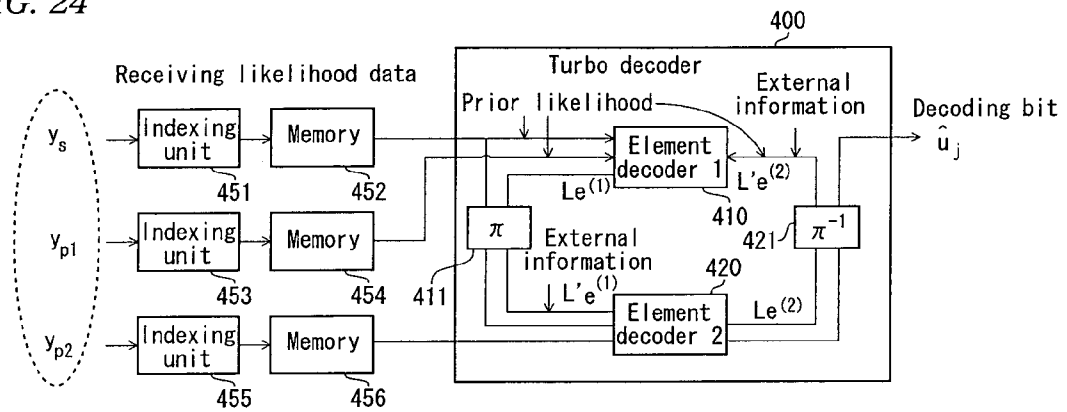 FIG. 24
400
Receiving likelihood data
Turbo decoder
Prior likelihood
External
information
Decoding bit
û_j
y_s
Indexing
unit
451
Memory
452
Element
decoder 1
410
Le^(1)
L'e^(2)
y_p1
Indexing
unit
453
Memory
454
π
411
External
information
L'e^(1)
π^-1
421
420
y_p2
Indexing
unit
455
Memory
456
Element
decoder 2
Le^(2)